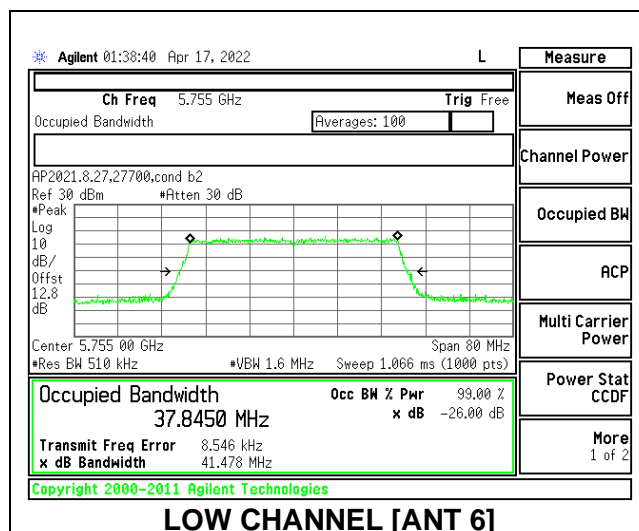 Agilent 01:38:40 Apr 17, 2022 L Measure
Ch Freq 5.755 GHz Trig Free
Meas Off
Occupied Bandwidth Averages: 100
Channel Power
AP2021.8.27,27700,cond b2
Ref 30 dBm #Atten 30 dB
#Peak
Log
10
dB/
Offst
12.8
dB
Occupied BW
ACP
Multi Carrier
Power
Center 5.755 00 GHz Span 80 MHz
#Res BW 510 kHz #VBW 1.6 MHz Sweep 1.066 ms (1000 pts)
Power Stat
CCDF
Occupied Bandwidth Occ BW % Pwr 99.00 %
37.8450 MHz x dB -26.00 dB
Transmit Freq Error 8.546 kHz
x dB Bandwidth 41.478 MHz
More
1 of 2
Copyright 2000-2011 Agilent Technologies
LOW CHANNEL [ANT 6]